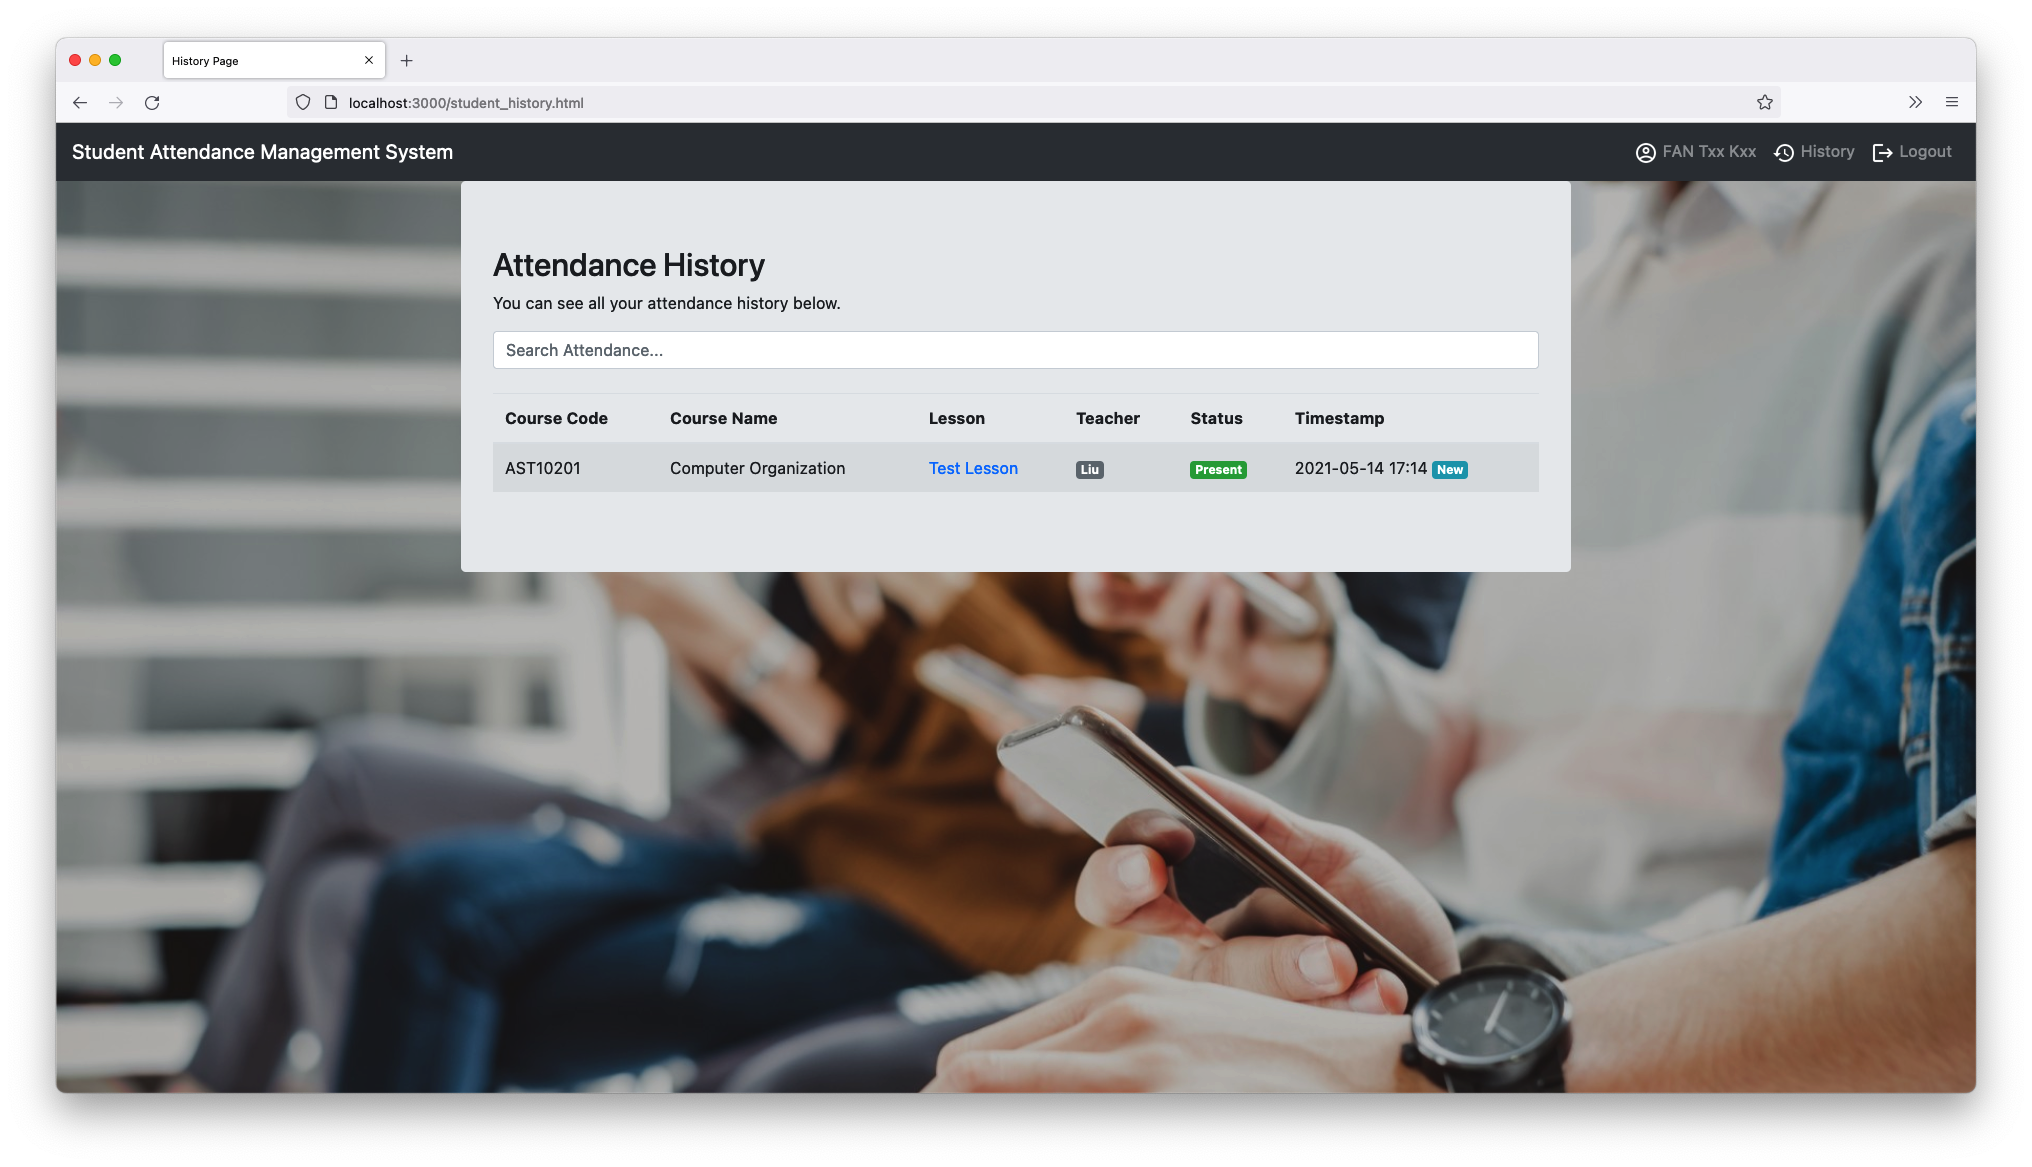 History Page
localhost:3000/student_history.html
Student Attendance Management System
FAN Txx Kxx History Logout
Attendance History
You can see all your attendance history below.
Search Attendance...
Course Code Course Name Lesson Teacher Status Timestamp
AST10201 Computer Organization Test Lesson Liu Present 2021-05-14 17:14 New